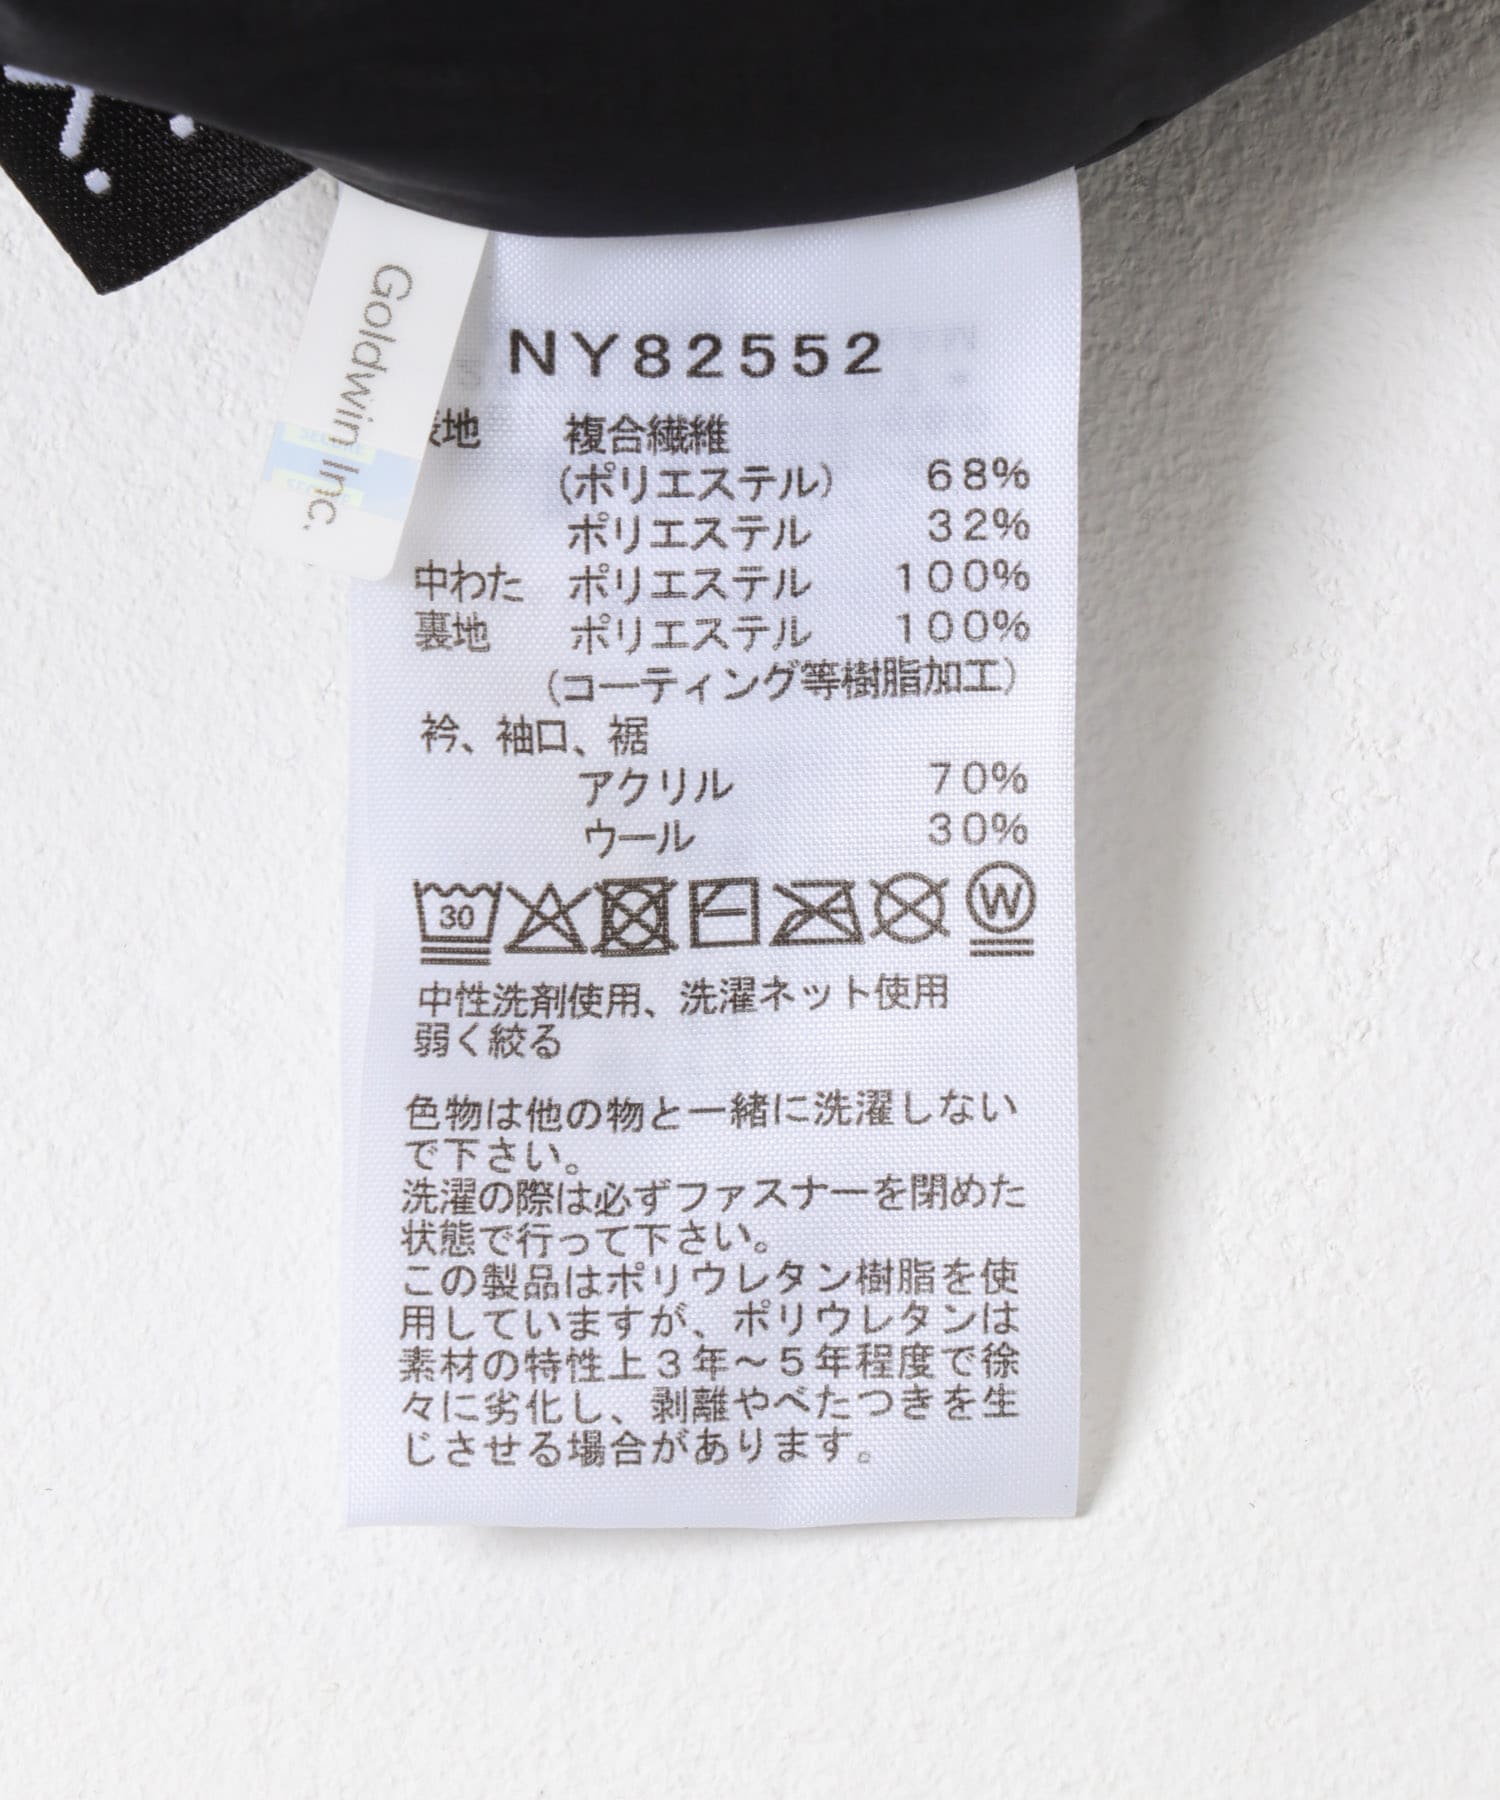 Goldwin Inc.
NY82552
表地 複合繊維
(ポリエステル) 68%
ポリエステル 32%
中わた ポリエステル 100%
裏地 ポリエステル 100%
(コーティング等樹脂加工)
衿、袖口、裾
アクリル 70%
ウール 30%
30 W
中性洗剤使用、洗濯ネット使用
弱く絞る
色物は他の物と一緒に洗濯しない
で下さい。
洗濯の際は必ずファスナーを閉めた
状態で行って下さい。
この製品はポリウレタン樹脂を使
用していますが、ポリウレタンは
素材の特性上3年～5年程度で徐
々に劣化し、剥離やべたつきを生
じさせる場合があります。